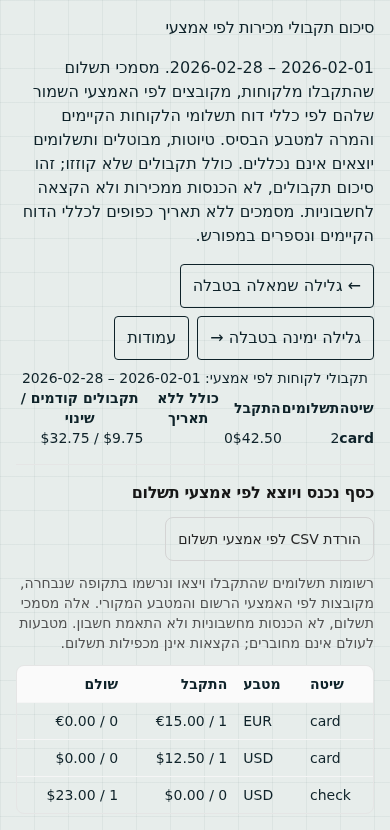 סיכום תקבולי מכירות לפי אמצעי
2026-02-01 – 2026-02-28. מסמכי תשלום
שהתקבלו מלקוחות, מקובצים לפי האמצעי השמור
שלהם לפי כללי דוח תשלומי הלקוחות הקיימים
והמרה למטבע הבסיס. טיוטות, מבוטלים ותשלומים
יוצאים אינם נכללים. כולל תקבולים שלא קוזזו; זהו
סיכום תקבולים, לא הכנסות ממכירות ולא הקצאה
לחשבוניות. מסמכים ללא תאריך כפופים לכללי הדוח
הקיימים ונספרים במפורש.
← גלילה שמאלה בטבלה
גלילה ימינה בטבלה → עמודות
תקבולי לקוחות לפי אמצעי: 2026-02-01 – 2026-02-28
שיטה תשלומים התקבל כולל ללא תאריך תקבולים קודמים / שינוי
card 2 $42.50 0 $32.75 / $9.75
כסף נכנס ויוצא לפי אמצעי תשלום
הורדת CSV לפי אמצעי תשלום
רשומות תשלומים שהתקבלו ויצאו ונרשמו בתקופה שנבחרה,
מקובצות לפי האמצעי הרשום והמטבע המקורי. אלה מסמכי
תשלום, לא הכנסות מחשבוניות ולא התאמת חשבון. מטבעות
לעולם אינם מחוברים; הקצאות אינן מכפילות תשלום.
שיטה מטבע התקבל שולם
card EUR €15.00 / 1 €0.00 / 0
card USD $12.50 / 1 $0.00 / 0
check USD $0.00 / 0 $23.00 / 1